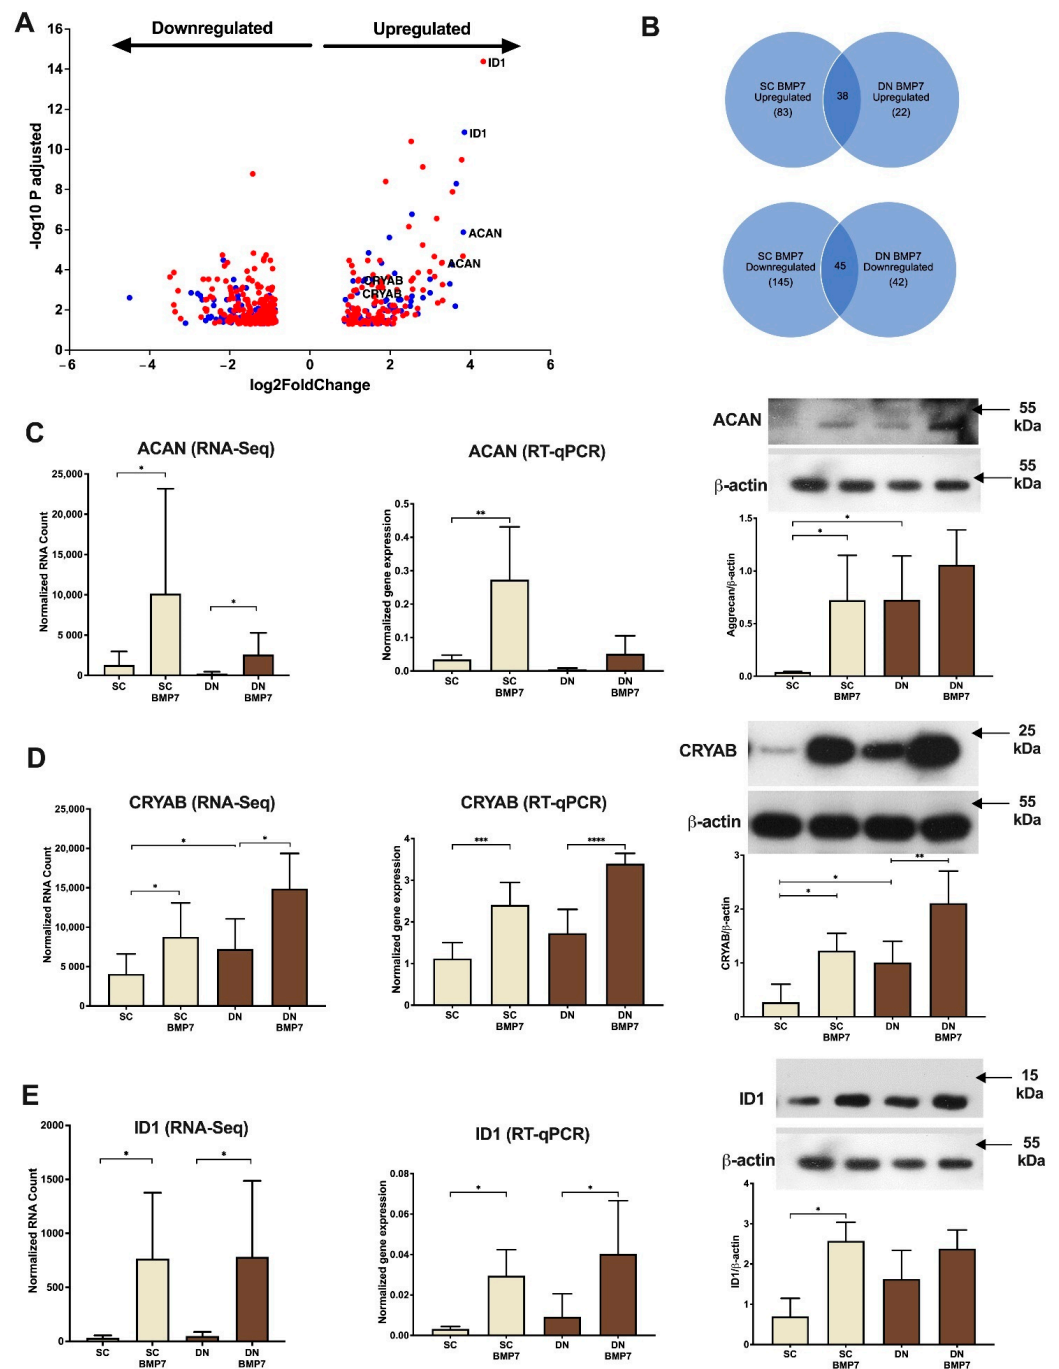 A
Downregulated
Upregulated
16
14
12
10
8
6
4
2
0
-10g10 P adjusted
−6
−4
−2
0
2
4
6
log2FoldChange
ID1
ID1
ACAN
ACAN
CRYAB
CRYAB
B
SC BMP7
Upregulated
(83)
38
DN BMP7
Upregulated
(22)
SC BMP7
Downregulated
(145)
45
DN BMP7
Downregulated
(42)
C
ACAN (RNA-Seq)
25,000
20,000
15,000
10,000
5 000
0
Normalized RNA Count
*
*
SC
SC
BMP7
DN
DN
BMP7
ACAN (RT-qPCR)
0.5
0.4
0.3
0.2
0.1
0.0
Normalized gene expression
**
SC
SC
BMP7
DN
DN
BMP7
ACAN
55
kDa
β-actin
55
kDa
1.5
1.0
0.5
0.0
Aggrecan/β-actin
*
*
SC
SC
BMP7
DN
DN
BMP7
D
CRYAB (RNA-Seq)
25,000
20,000
15,000
10,000
5 000
0
Normalized RNA Count
*
*
*
SC
SC
BMP7
DN
DN
BMP7
CRYAB (RT-qPCR)
4
3
2
1
0
Normalized gene expression
***
****
SC
SC
BMP7
DN
DN
BMP7
CRYAB
25
kDa
β-actin
55
kDa
3
2
1
0
CRYAB/β-actin
**
*
*
SC
SC
BMP7
DN
DN
BMP7
E
ID1 (RNA-Seq)
2000
1500
1000
500
0
Normalized RNA Count
*
*
SC
SC
BMP7
DN
DN
BMP7
ID1 (RT-qPCR)
0.08
0.06
0.04
0.02
0.00
Normalized gene expression
*
*
SC
SC
BMP7
DN
DN
BMP7
ID1
15
kDa
β-actin
55
kDa
4
3
2
1
0
ID1/β-actin
*
SC
SC
BMP7
DN
DN
BMP7